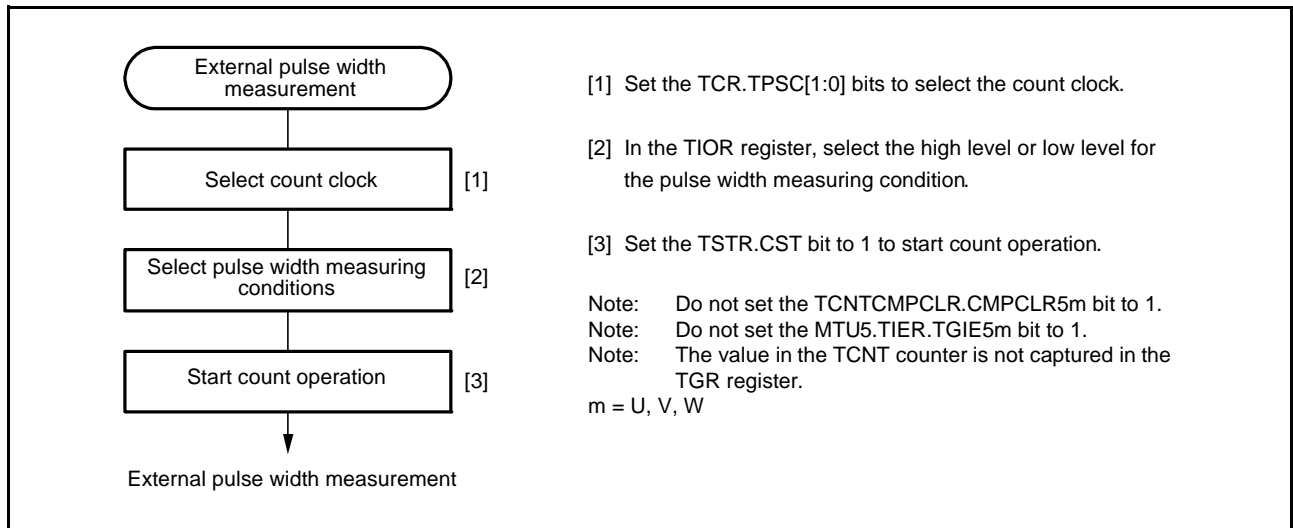 External pulse width
measurement
Select count clock
[1]
Select pulse width measuring
conditions
[2]
Start count operation
[3]
External pulse width measurement
[1] Set the TCR.TPSC[1:0] bits to select the count clock.
[2] In the TIOR register, select the high level or low level for
the pulse width measuring condition.
[3] Set the TSTR.CST bit to 1 to start count operation.
Note: Do not set the TCNTCMPCLR.CMPCLR5m bit to 1.
Note: Do not set the MTU5.TIER.TGIE5m bit to 1.
Note: The value in the TCNT counter is not captured in the
TGR register.
m = U, V, W